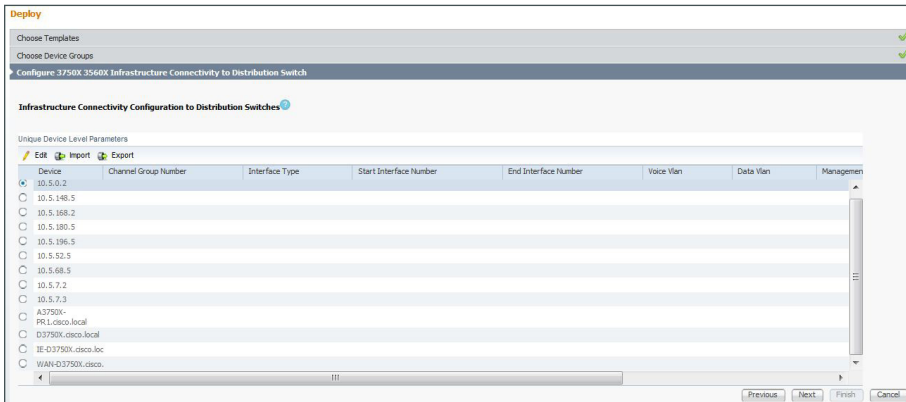 Deploy
Choose Templates
Choose Device Groups
Configure 3750X 3560X Infrastructure Connectivity to Distribution Switch
Infrastructure Connectivity Configuration to Distribution Switches
Unique Device Level Parameters
Edit Import Export
Device Channel Group Number Interface Type Start Interface Number End Interface Number Voice Vlan Data Vlan Managemen
10.5.0.2
10.5.148.5
10.5.168.2
10.5.180.5
10.5.196.5
10.5.52.5
10.5.68.5
10.5.7.2
10.5.7.3
A3750X-
PR1.cisco.local
D3750X.cisco.local
IE-D3750X.cisco.loc
WAN-D3750X.cisco.
Previous Next Finish Cancel